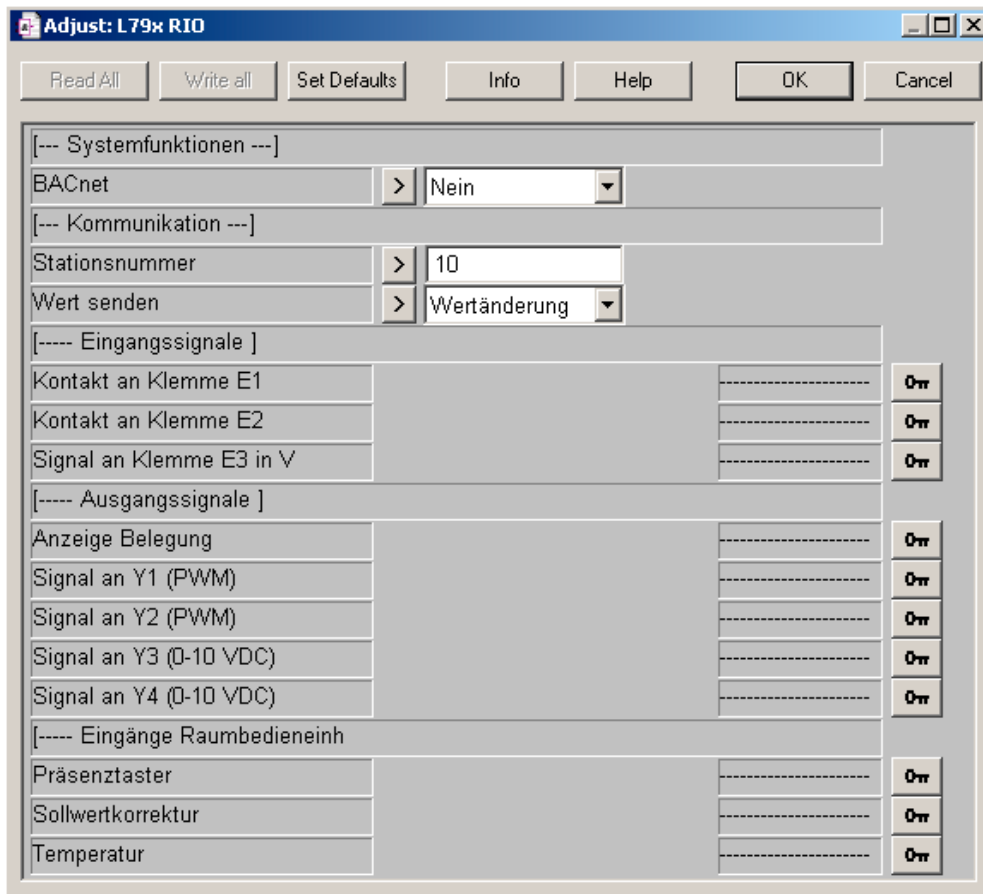 Adjust: L79x RIO
Read All Write all Set Defaults Info Help OK Cancel
[--- Systemfunktionen ---]
BACnet > Nein
[--- Kommunikation ---]
Stationsnummer > 10
Wert senden > Wertänderung
[----- Eingangssignale ]
Kontakt an Klemme E1 ----------------------
Kontakt an Klemme E2 ----------------------
Signal an Klemme E3 in V ----------------------
[----- Ausgangssignale ]
Anzeige Belegung ----------------------
Signal an Y1 (PWM) ----------------------
Signal an Y2 (PWM) ----------------------
Signal an Y3 (0-10 VDC) ----------------------
Signal an Y4 (0-10 VDC) ----------------------
[----- Eingänge Raumbedieneinh
Präsenztaster ----------------------
Sollwertkorrektur ----------------------
Temperatur ----------------------